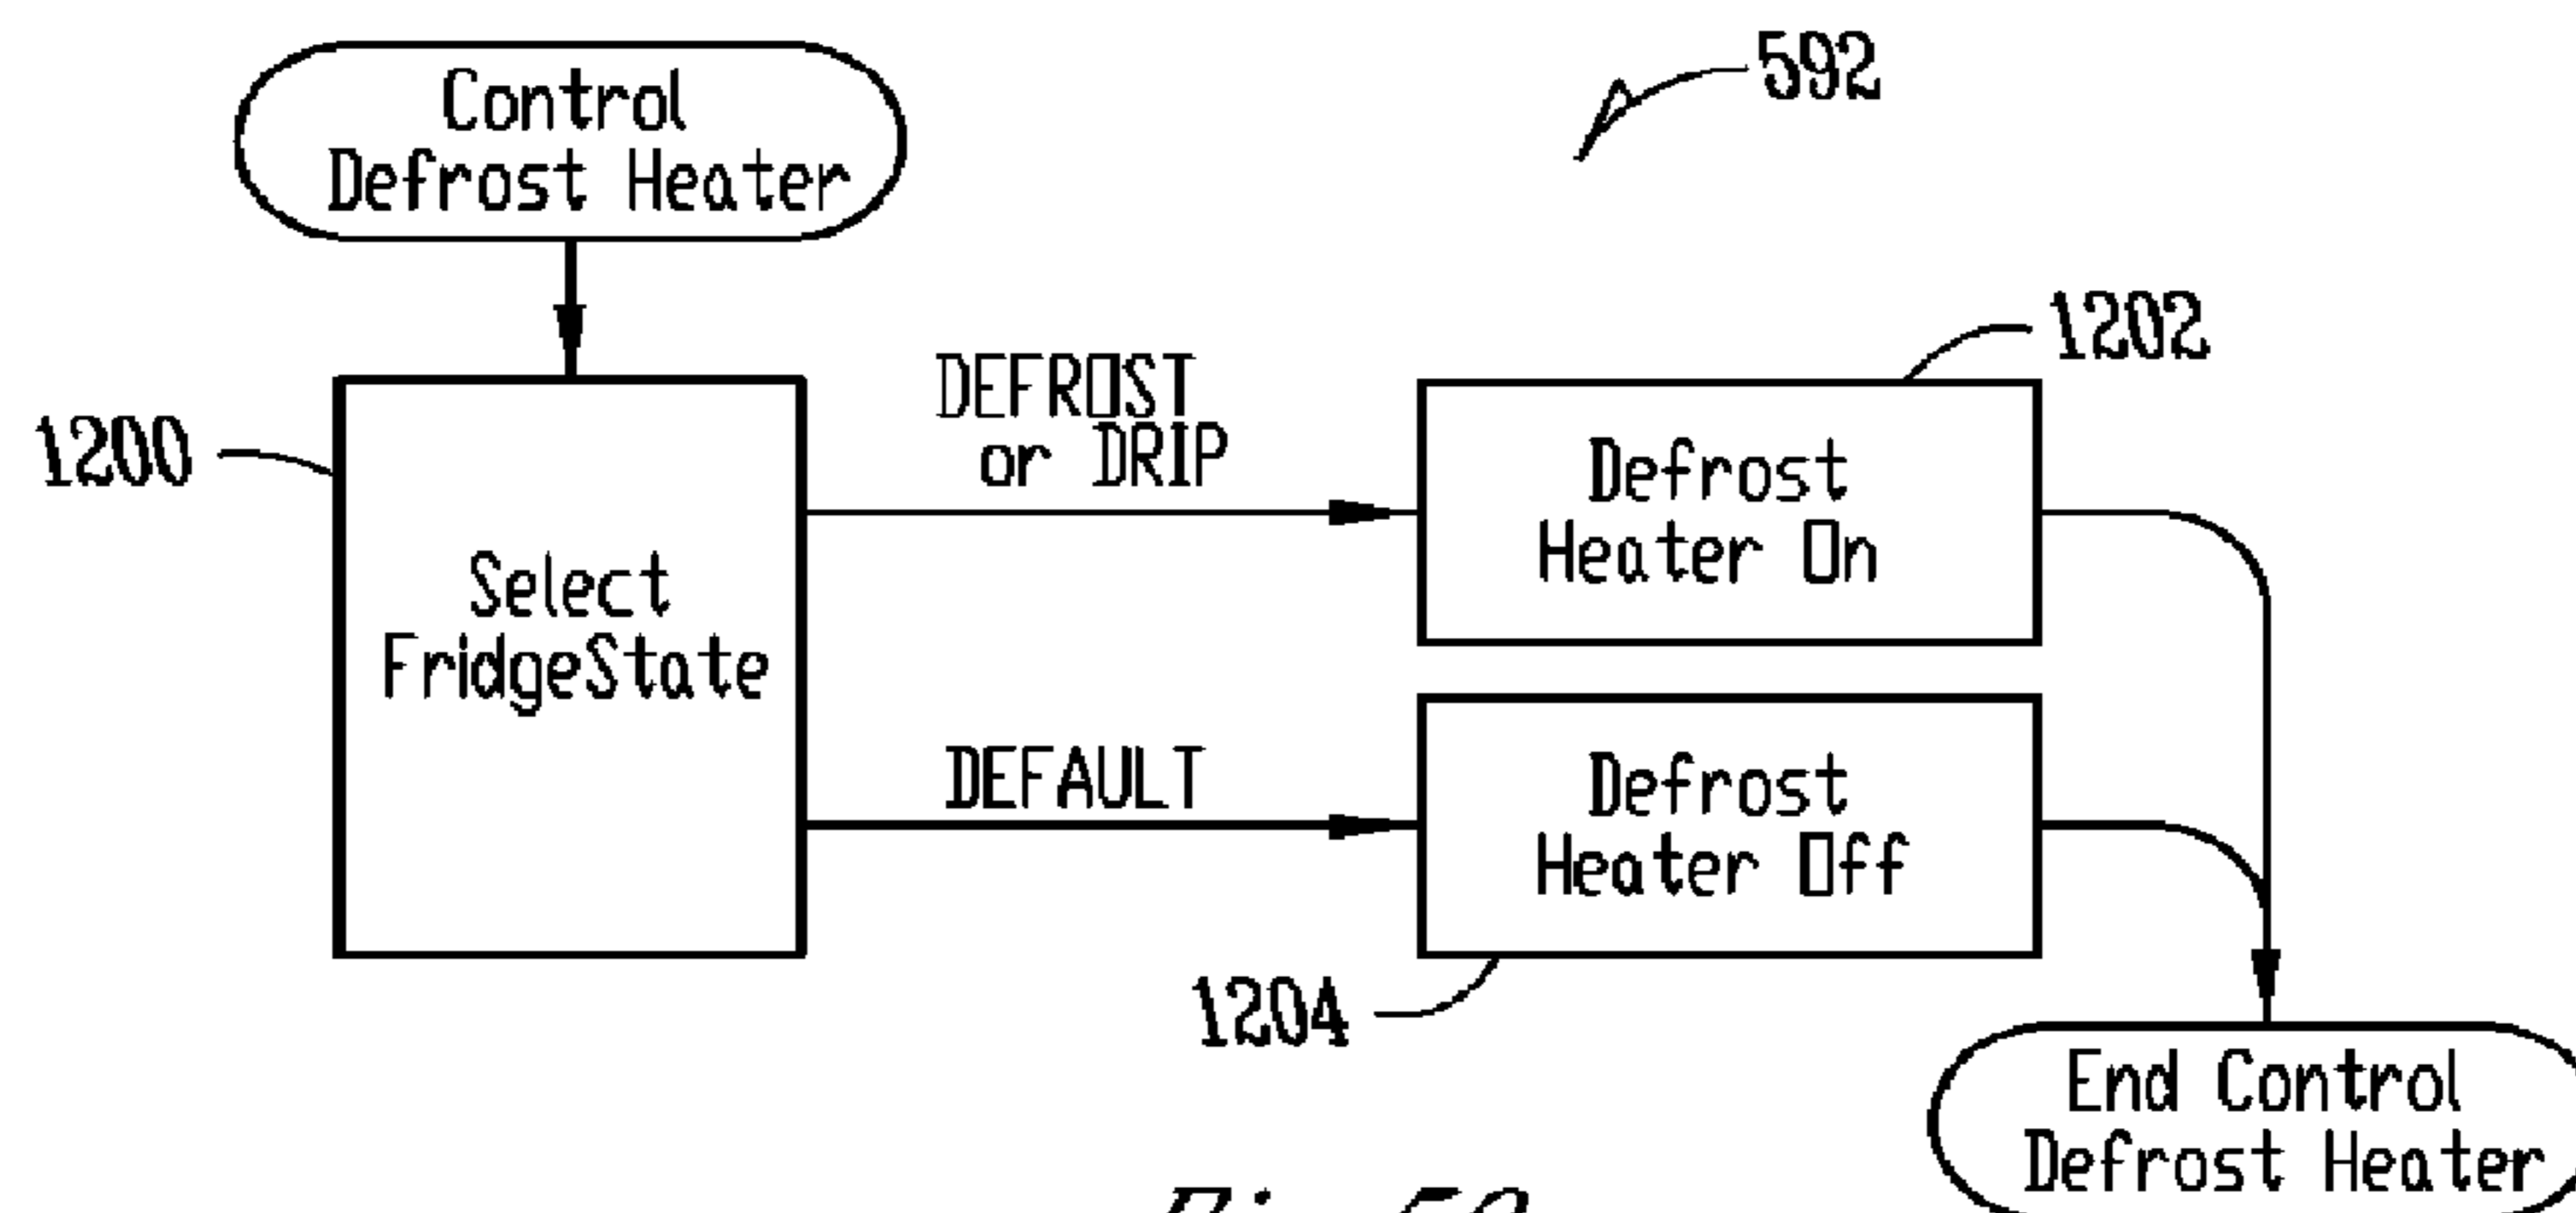 Control
Defrost Heater
592
1200
Select
FridgeState
DEFROST
or DRIP
1202
Defrost
Heater On
DEFAULT
Defrost
Heater Off
1204
End Control
Defrost Heater